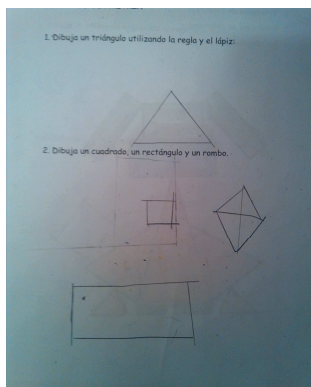 1. Dibuja un triángulo utilizando la regla y el lápiz:
2. Dibuja un cuadrado, un rectángulo y un rombo.